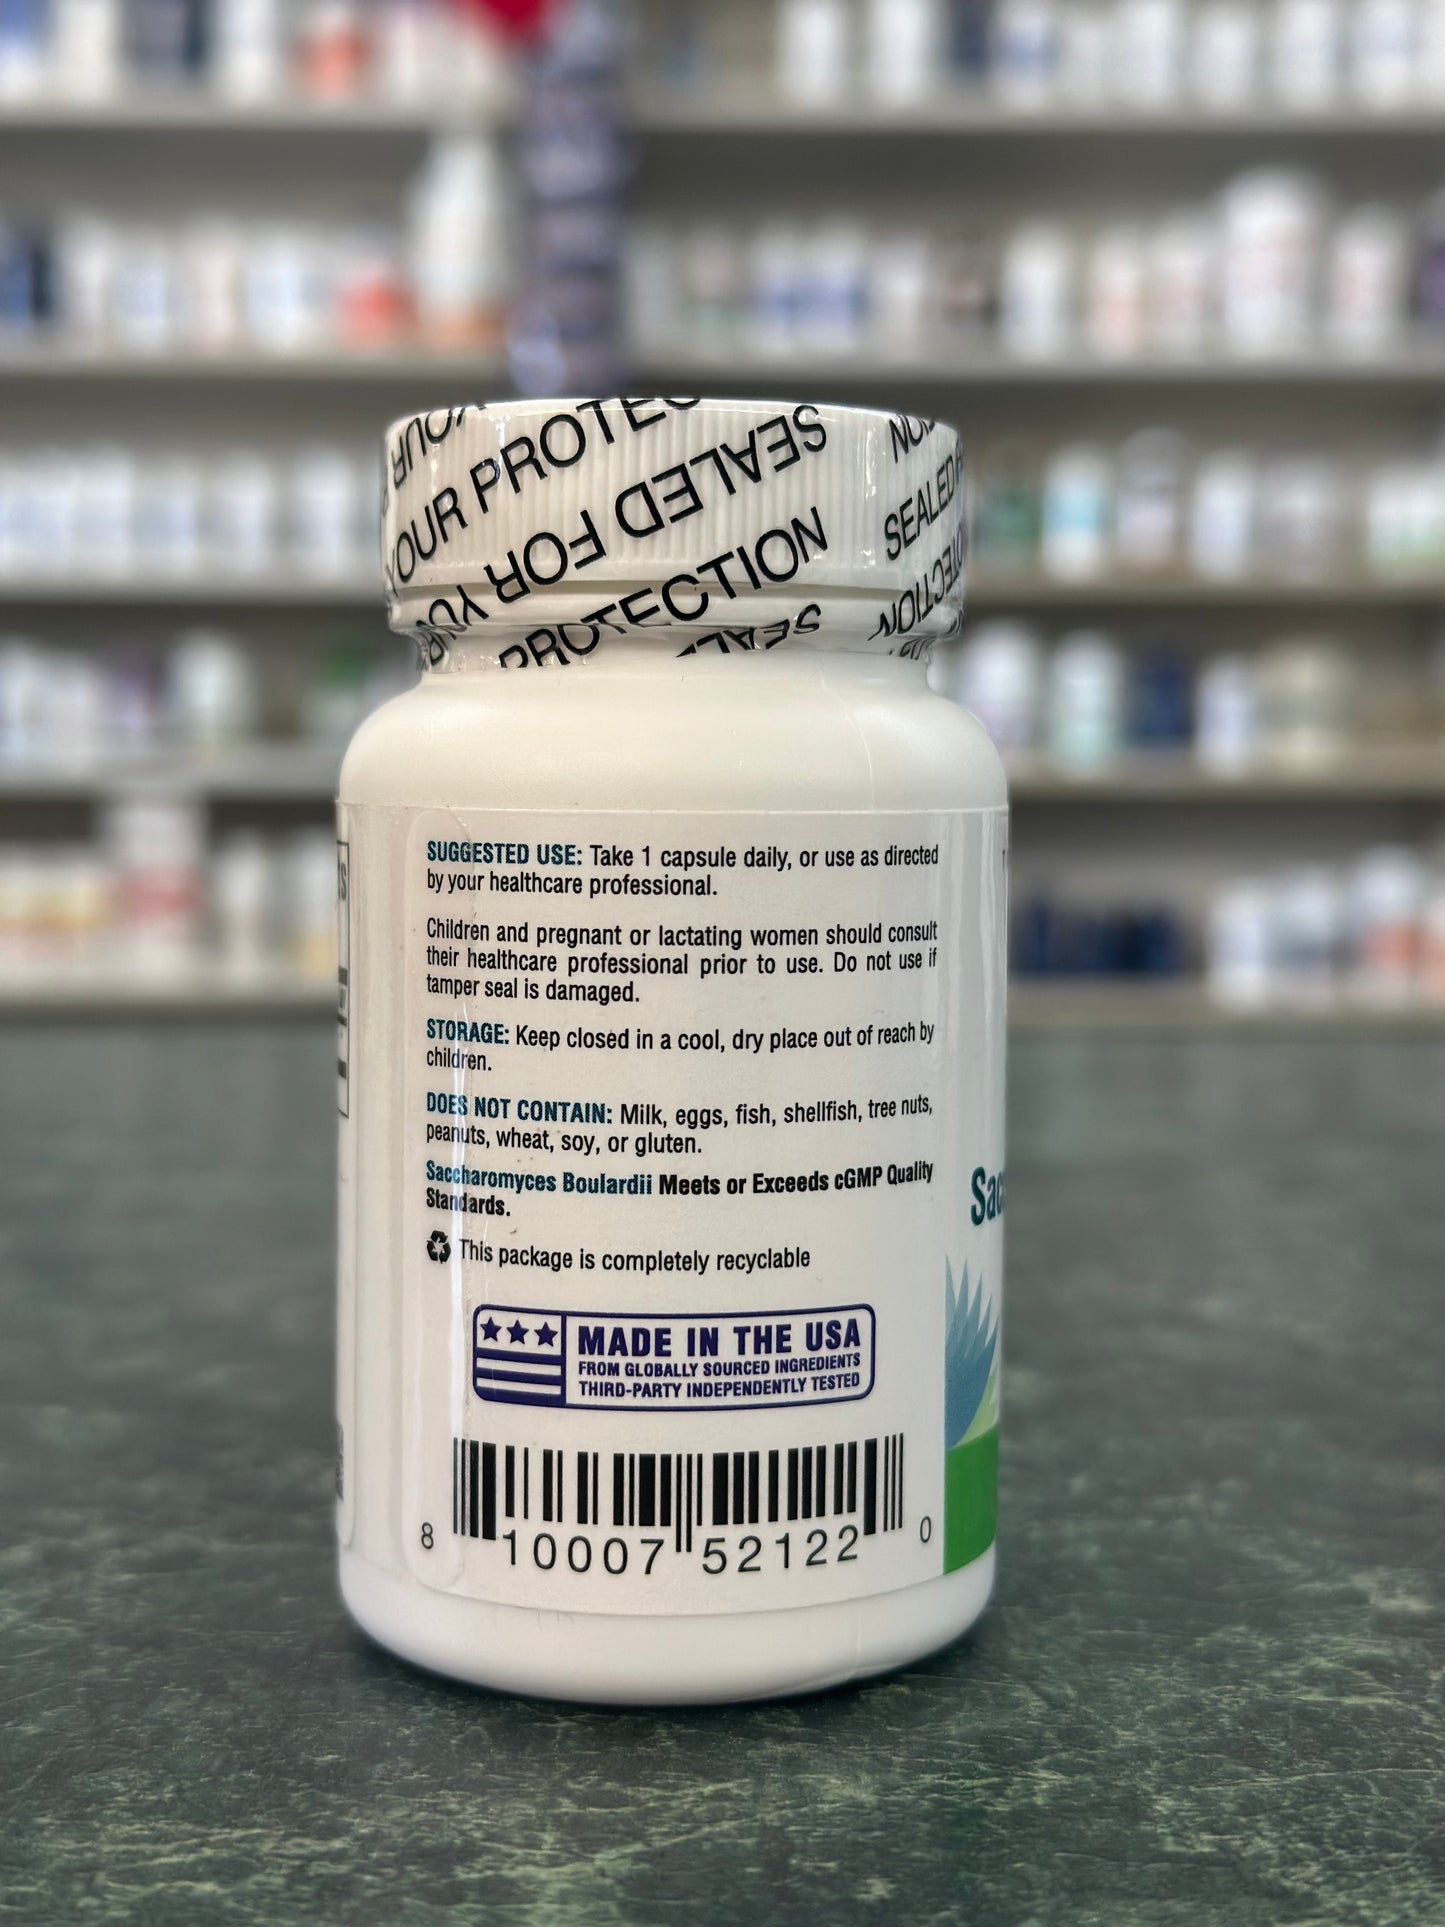 YOUR PROTEC
SEALED FOR YOUR
PROTECTION
SEALED
SUGGESTED USE: Take 1 capsule daily, or use as directed
by your healthcare professional.
Children and pregnant or lactating women should consult
their healthcare professional prior to use. Do not use if
tamper seal is damaged.
STORAGE: Keep closed in a cool, dry place out of reach by
children.
DOES NOT CONTAIN: Milk, eggs, fish, shellfish, tree nuts,
peanuts, wheat, soy, or gluten.
Saccharomyces Boulardii Meets or Exceeds cGMP Quality
Standards.
This package is completely recyclable
MADE IN THE USA
FROM GLOBALLY SOURCED INGREDIENTS
THIRD-PARTY INDEPENDENTLY TESTED
8 10007 52122 0
Sac